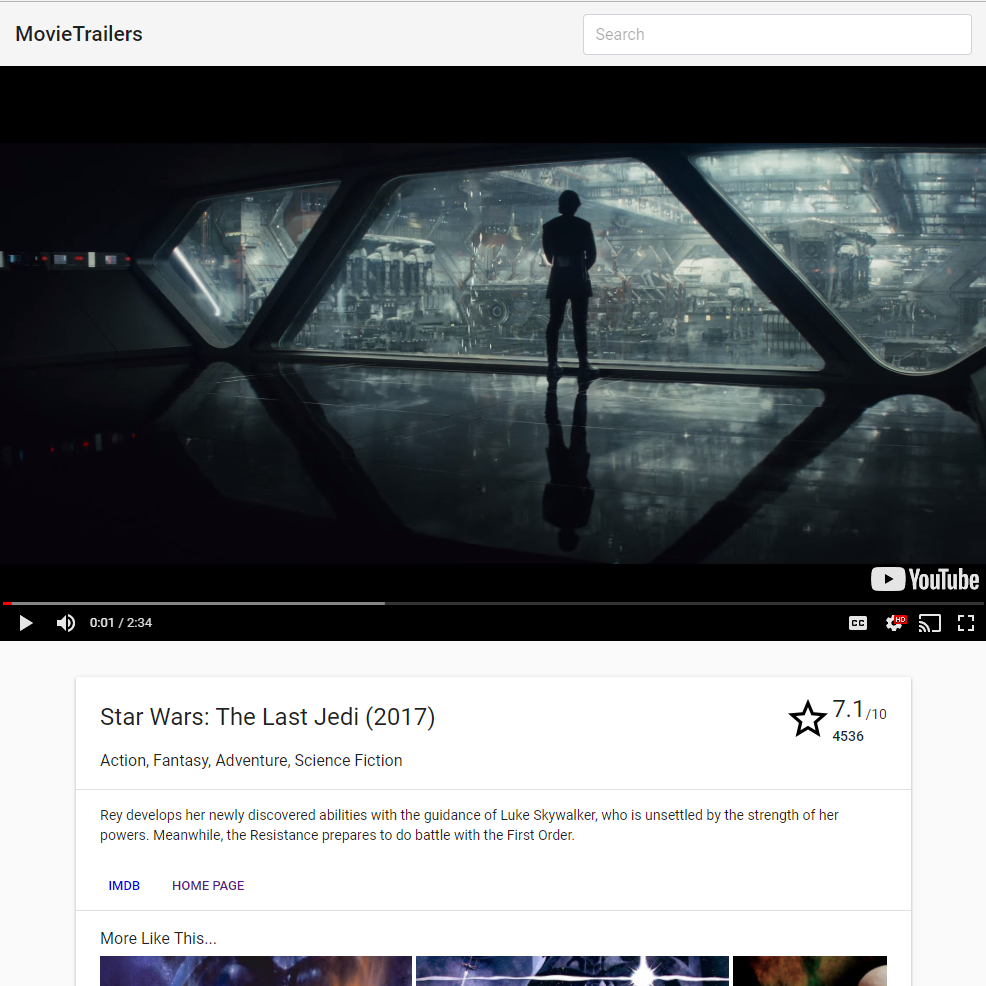 MovieTrailers
Search
YouTube
0:01 / 2:34
CC
HD
Star Wars: The Last Jedi (2017)
7.1/10
4536
Action, Fantasy, Adventure, Science Fiction
Rey develops her newly discovered abilities with the guidance of Luke Skywalker, who is unsettled by the strength of her
powers. Meanwhile, the Resistance prepares to do battle with the First Order.
IMDB HOME PAGE
More Like This...